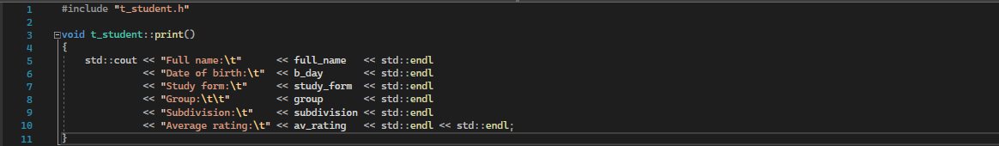 1 #include "t_student.h"
2
3 void t_student::print()
4 {
5 std::cout << "Full name:\t" << full_name << std::endl
6 << "Date of birth:\t" << b_day << std::endl
7 << "Study form:\t" << study_form << std::endl
8 << "Group:\t\t" << group << std::endl
9 << "Subdivision:\t" << subdivision << std::endl
10 << "Average rating:\t" << av_rating << std::endl << std::endl;
11 }